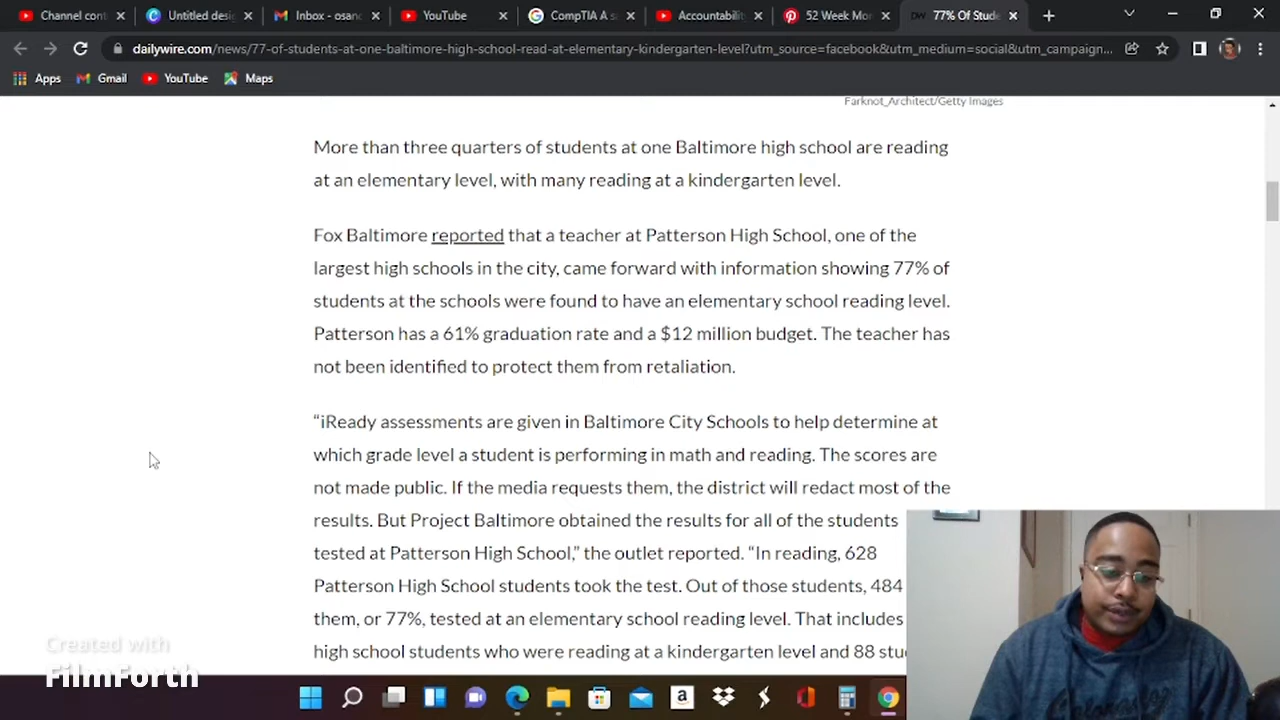 Channel cont
Untitled desi
Inbox - osan
YouTube
CompTIA A
Accountability
52 Week Mo
77% Of Stude
dailywire.com/news/77-of-students-at-one-baltimore-high-school-read-at-elementary-kindergarten-level?utm_source=facebook&utm_medium=social&utm_campaign...
Apps
Gmail
YouTube
Maps
Farknot_Architect/Getty Images
More than three quarters of students at one Baltimore high school are reading
at an elementary level, with many reading at a kindergarten level.
Fox Baltimore reported that a teacher at Patterson High School, one of the
largest high schools in the city, came forward with information showing 77% of
students at the schools were found to have an elementary school reading level.
Patterson has a 61% graduation rate and a $12 million budget. The teacher has
not been identified to protect them from retaliation.
“iReady assessments are given in Baltimore City Schools to help determine at
which grade level a student is performing in math and reading. The scores are
not made public. If the media requests them, the district will redact most of the
results. But Project Baltimore obtained the results for all of the students
tested at Patterson High School,” the outlet reported. “In reading, 628
Patterson High School students took the test. Out of those students, 484
them, or 77%, tested at an elementary school reading level. That includes
high school students who were reading at a kindergarten level and 88 stu
Created with
FilmForth